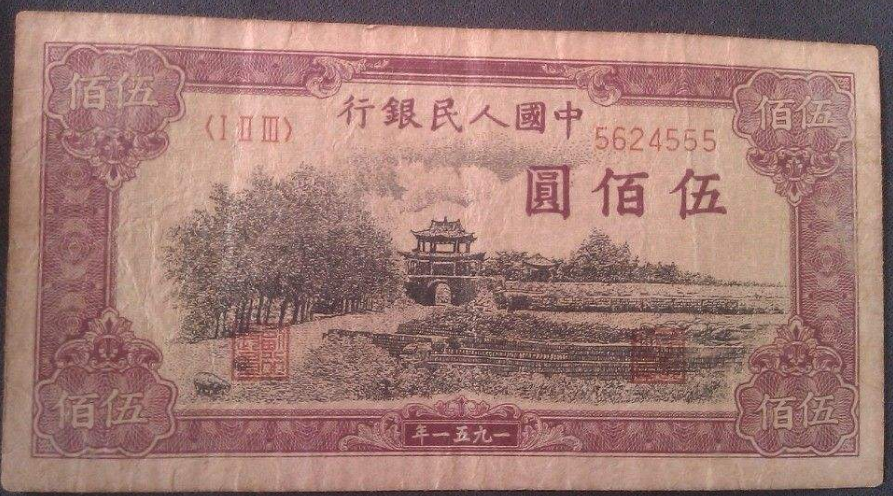 中國人民銀行
〈I II III〉
5624555
伍佰圓
伍佰
伍佰
伍佰
伍佰
一九五一年